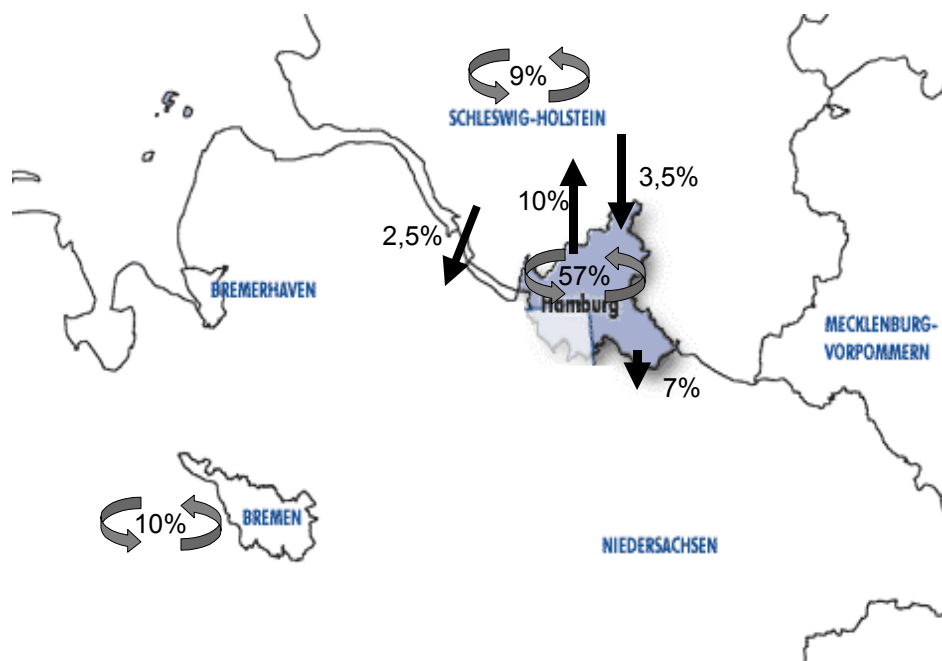 9%
SCHLESWIG-HOLSTEIN
3,5%
10%
2,5%
57%
BREMERHAVEN
Hamburg
MECKLENBURG-
VORPOMMERN
7%
10%
BREMEN
NIEDERSACHSEN